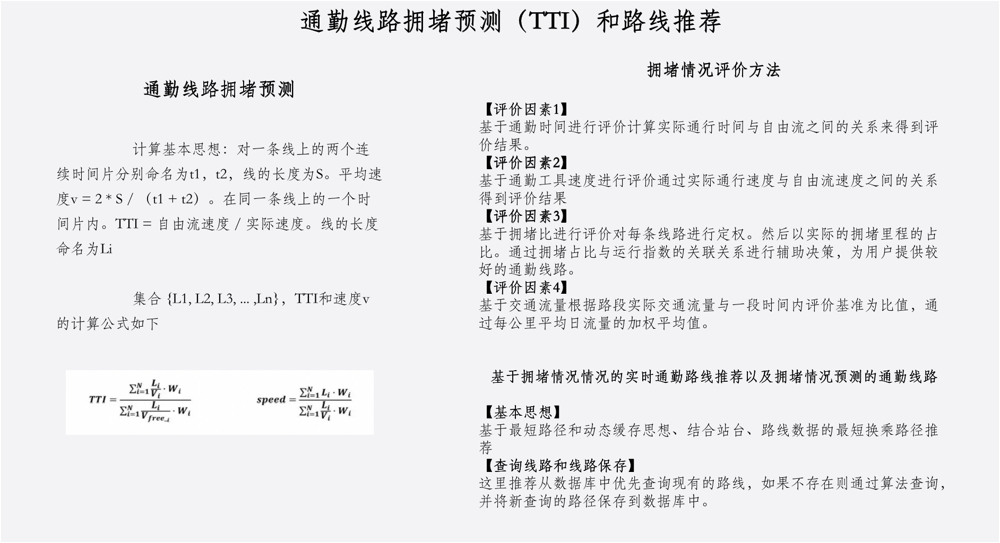 通勤线路拥堵预测（TTI）和路线推荐
通勤线路拥堵预测
计算基本思想：对一条线上的两个连
续时间片分别命名为t1，t2，线的长度为S。平均速
度v = 2 * S / （t1 + t2）。在同一条线上的一个时
间片内。TTI = 自由流速度 / 实际速度。线的长度
命名为Li
集合 {L1, L2, L3, ... ,Ln} ，TTI和速度v
的计算公式如下
TTI = \frac{\sum_{i=1}^{N} \frac{L_i}{V_i} \cdot W_i}{\sum_{i=1}^{N} \frac{L_i}{V_{free\_i}} \cdot W_i}
speed = \frac{\sum_{i=1}^{N} L_i \cdot W_i}{\sum_{i=1}^{N} \frac{L_i}{V_i} \cdot W_i}
拥堵情况评价方法
【评价因素1】
基于通勤时间进行评价计算实际通行时间与自由流之间的关系来得到评
价结果。
【评价因素2】
基于通勤工具速度进行评价通过实际通行速度与自由流速度之间的关系
得到评价结果
【评价因素3】
基于拥堵比进行评价对每条线路进行定权。然后以实际的拥堵里程的占
比。通过拥堵占比与运行指数的关联关系进行辅助决策，为用户提供较
好的通勤线路。
【评价因素4】
基于交通流量根据路段实际交通流量与一段时间内评价基准为比值，通
过每公里平均日流量的加权平均值。
基于拥堵情况情况的实时通勤路线推荐以及拥堵情况预测的通勤线路
【基本思想】
基于最短路径和动态缓存思想、结合站台、路线数据的最短换乘路径推
荐
【查询线路和线路保存】
这里推荐从数据库中优先查询现有的路线，如果不存在则通过算法查询，
并将新查询的路径保存到数据库中。